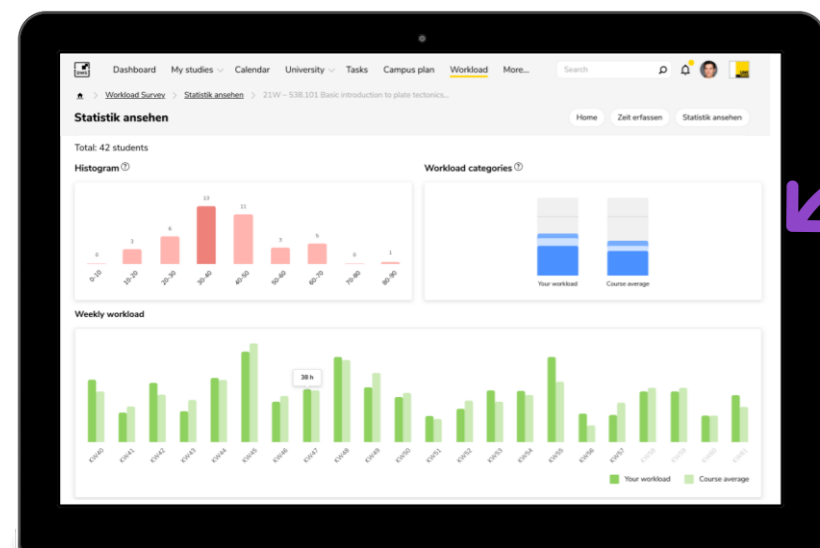 Dashboard My studies Calendar University Tasks Campus plan Workload More... Search
Workload Survey > Statistik ansehen > 21W – 538.101 Basic introduction to plate tectonics...
Statistik ansehen
Home Zeit erfassen Statistik ansehen
Total: 42 students
Histogram
13
11
6
3
3
5
0
0
1
0-10 10-20 20-30 30-40 40-50 50-60 60-70 70-80 80-90
Workload categories
Your workload Course average
Weekly workload
38 h
KW40 KW41 KW42 KW43 KW44 KW45 KW46 KW47 KW48 KW49 KW50 KW51 KW52 KW53 KW54 KW55 KW56 KW57 KW58 KW59 KW60 KW61
Your workload Course average